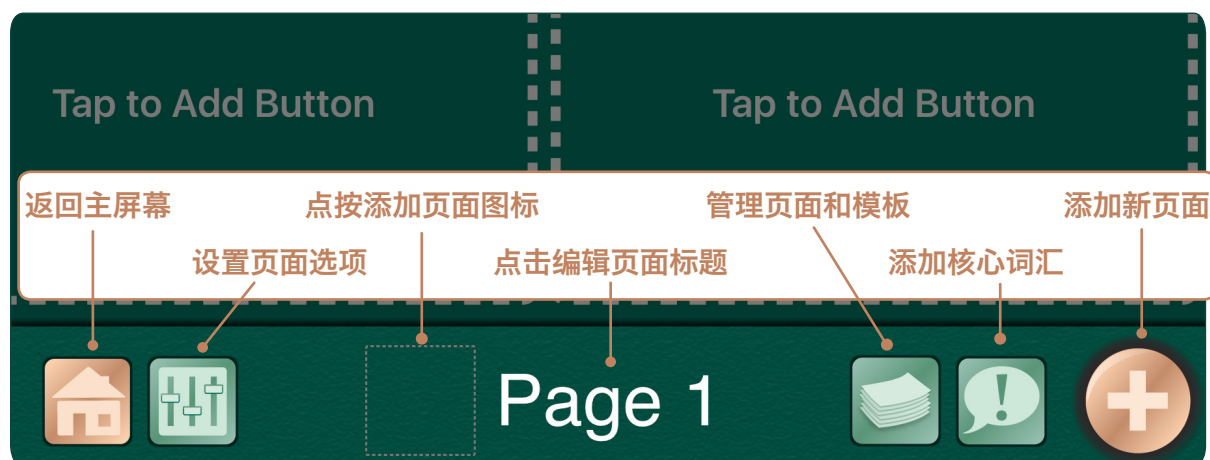 Tap to Add Button
Tap to Add Button
返回主屏幕
点按添加页面图标
管理页面和模板
添加新页面
设置页面选项
点击编辑页面标题
添加核心词汇
Page 1